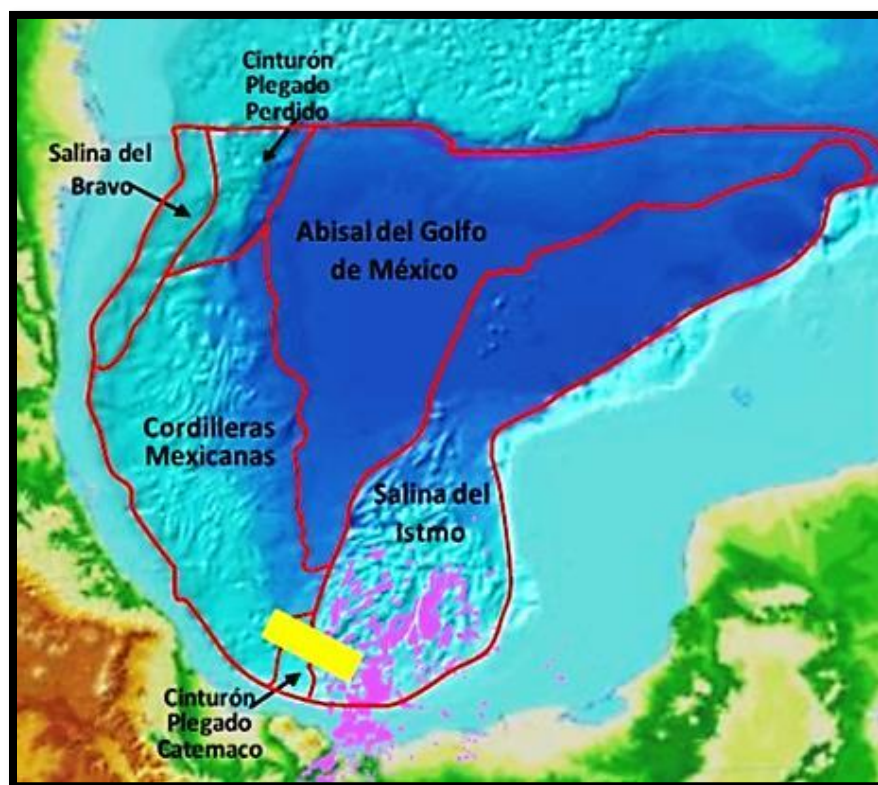 Cinturón
Plegado
Perdido
Salina del
Bravo
Abisal del Golfo
de México
Cordilleras
Mexicanas
Salina del
Istmo
Cinturón
Plegado
Catemaco